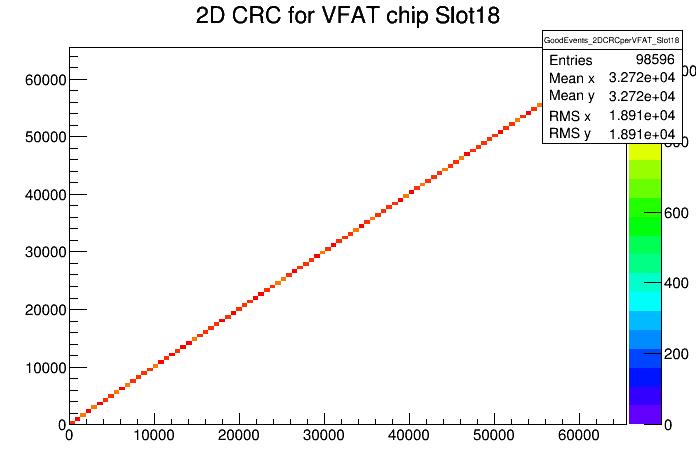 2D CRC for VFAT chip Slot18
GoodEvents_2DCRCperVFAT_Slot18
Entries 98596
Mean x 3.272e+04
Mean y 3.272e+04
RMS x 1.891e+04
RMS y 1.891e+04
60000
50000
40000
30000
20000
10000
0
0 10000 20000 30000 40000 50000 60000
600
400
200
0